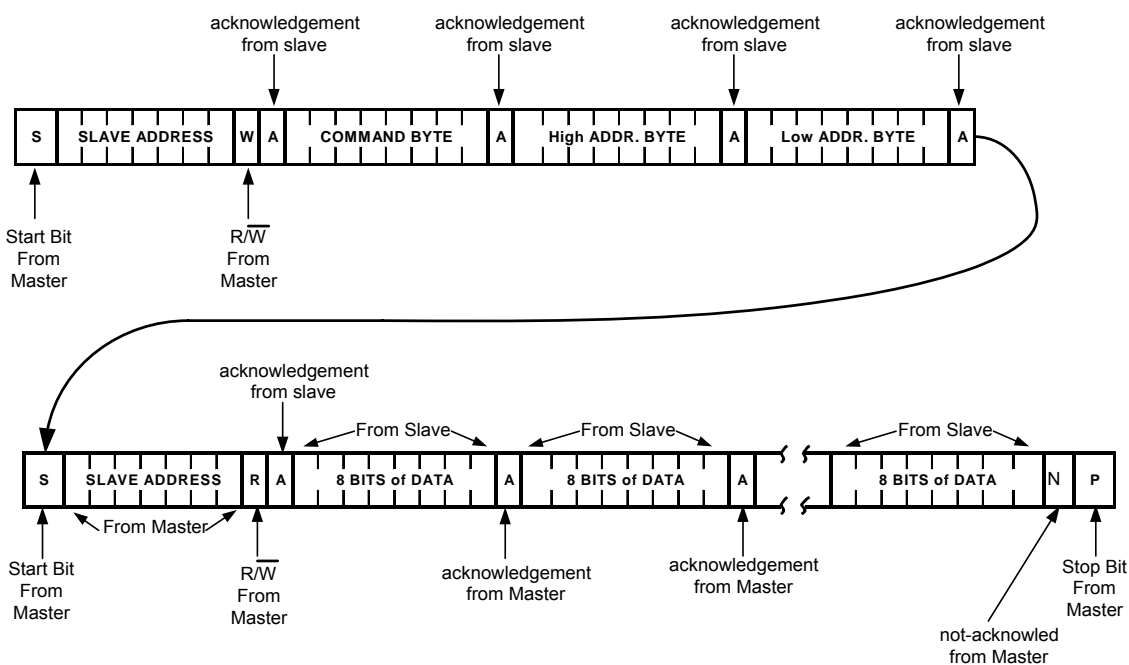 acknowledgement
from slave
acknowledgement
from slave
acknowledgement
from slave
acknowledgement
from slave
S SLAVE ADDRESS W A COMMAND BYTE A High ADDR. BYTE A Low ADDR. BYTE A
Start Bit
From
Master
R/W̅
From
Master
acknowledgement
from slave
From Slave
From Slave
From Slave
S SLAVE ADDRESS R A 8 BITS of DATA A 8 BITS of DATA A 8 BITS of DATA N P
From Master
Start Bit
From
Master
R/W̅
From
Master
acknowledgement
from Master
acknowledgement
from Master
Stop Bit
From
Master
not-acknowled
from Master